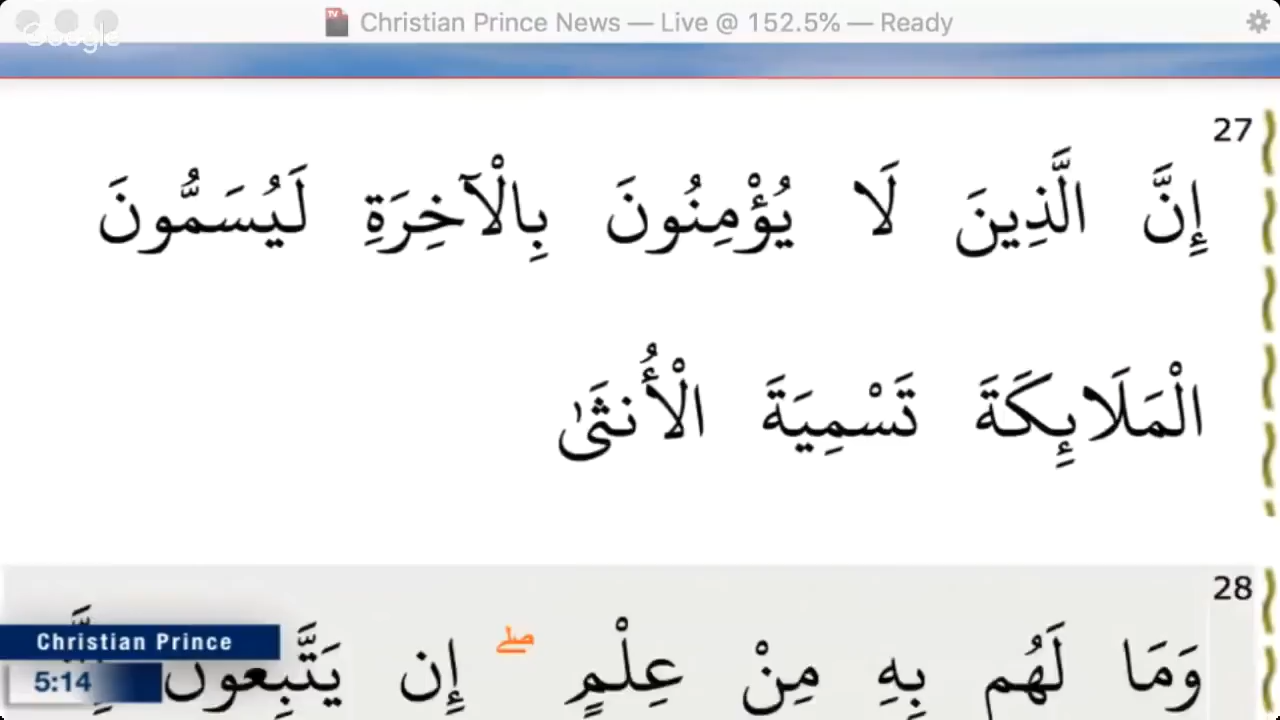 Google
Christian Prince News — Live @ 152.5% — Ready
27
إِنَّ الَّذِينَ لَا يُؤْمِنُونَ بِالْآخِرَةِ لَيُسَمُّونَ
الْمَلَائِكَةَ تَسْمِيَةَ الْأُنثَىٰ
28
وَمَا لَهُم بِهِ مِنْ عِلْمٍ ۖ إِن يَتَّبِعُونَ
Christian Prince
5:14